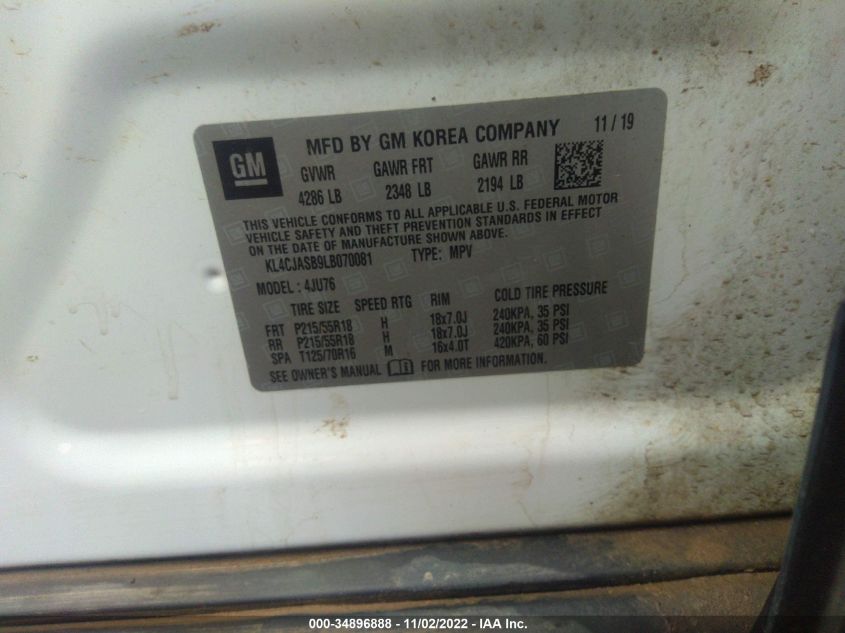 GM
MFD BY GM KOREA COMPANY 11/19
GVWR GAWR FRT GAWR RR
4286 LB 2348 LB 2194 LB
THIS VEHICLE CONFORMS TO ALL APPLICABLE U.S. FEDERAL MOTOR
VEHICLE SAFETY AND THEFT PREVENTION STANDARDS IN EFFECT
ON THE DATE OF MANUFACTURE SHOWN ABOVE.
KL4CJASB9LB070081 TYPE: MPV
MODEL: 4JU76
TIRE SIZE SPEED RTG RIM COLD TIRE PRESSURE
FRT P215/55R18 H 18x7.0J 240KPA, 35 PSI
RR P215/55R18 H 18x7.0J 240KPA, 35 PSI
SPA T125/70R16 M 16x4.0T 420KPA, 60 PSI
SEE OWNER'S MANUAL FOR MORE INFORMATION.
000-34896888 - 11/02/2022 - IAA Inc.